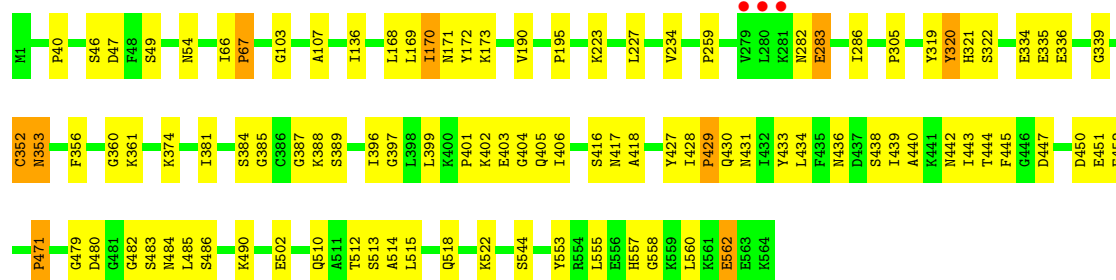 M1 P40 S46 D47 F48 S49 N54 I66 P67 G103 A107 I136 L168 L169 I170 N171 Y172 K173 V190 P195 K223 L227 V234 P259 V279 L280 K281 N282 E283 I286 P305 Y319 Y320 H321 S322 E334 E335 E336 G339
C352 N353 F356 G360 K361 K374 I381 S384 G385 C386 G387 K388 S389 I396 G397 L398 L399 K400 P401 K402 E403 G404 Q405 I406 S416 N417 A418 Y427 I428 P429 Q430 N431 I432 Y433 L434 F435 N436 D437 S438 I439 A440 K441 N442 I443 T444 F445 G446 D447 D450 E451
P471 G479 D480 G481 G482 S483 N484 L485 S486 K490 E502 Q510 A511 T512 S513 A514 L515 Q518 K522 S544 Y553 R554 L555 E556 H557 G558 K559 L560 K561 E562 E563 K564